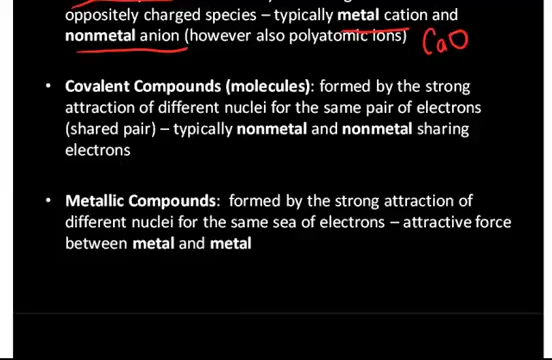 oppositely charged species – typically metal cation and
nonmetal anion (however also polyatomic ions) CaO
• Covalent Compounds (molecules): formed by the strong
attraction of different nuclei for the same pair of electrons
(shared pair) – typically nonmetal and nonmetal sharing
electrons
• Metallic Compounds: formed by the strong attraction of
different nuclei for the same sea of electrons – attractive force
between metal and metal